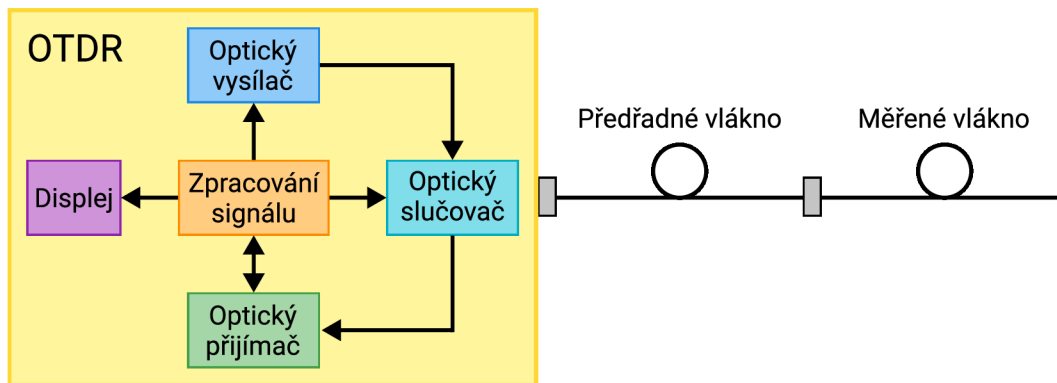 OTDR
Optický
vysílač
Předřadné vlákno
Měřené vlákno
Displej
Zpracování
signálu
Optický
slučovač
Optický
přijímač